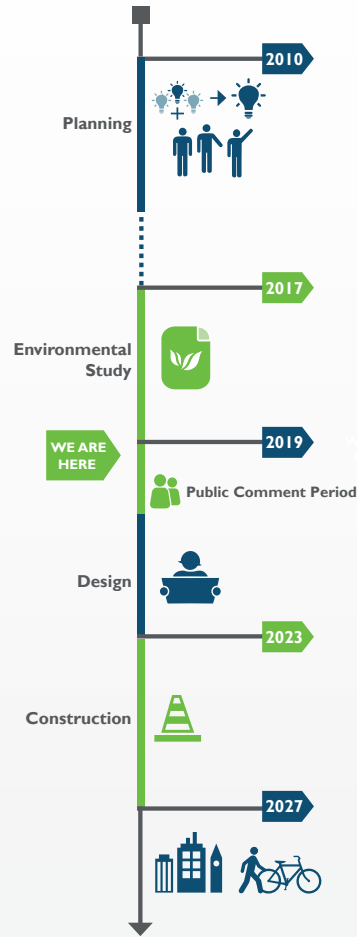 2010
Planning
2017
Environmental
Study
2019
WE ARE
HERE
Public Comment Period
Design
2023
Construction
2027